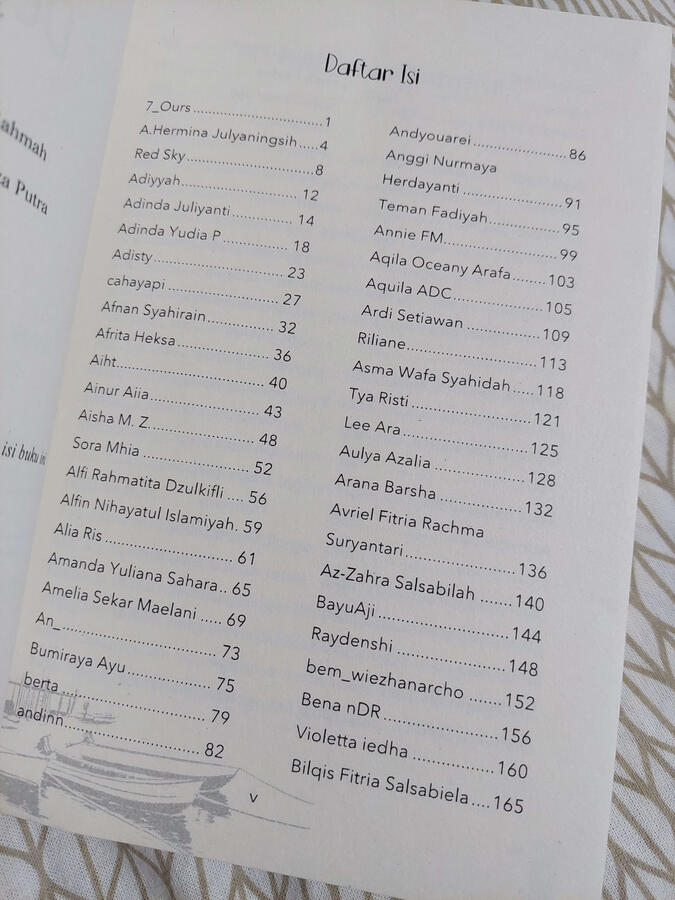 Daftar Isi
7_Ours ........................................ 1
A.Hermina Julyaningsih ..... 4
Red Sky ........................................ 8
Adiyyah ........................................ 12
Adinda Juliyanti ................ 14
Adinda Yudia P ................ 18
Adisty ........................................ 23
cahayapi ................................ 27
Afnan Syahirain ................ 32
Afrita Heksa ........................ 36
Aiht ........................................ 40
Ainur Aiia ........................ 43
Aisha M. Z ........................ 48
Sora Mhia ........................ 52
Alfi Rahmatita Dzulkifli .... 56
Alfin Nihayatul Islamiyah. 59
Alia Ris ................................ 61
Amanda Yuliana Sahara.. 65
Amelia Sekar Maelani ..... 69
An_ ........................................ 73
Bumiraya Ayu ................ 75
berta ................................ 79
andinn ................................ 82
Andyouarei ........................ 86
Anggi Nurmaya
Herdayanti ........................ 91
Teman Fadiyah ................ 95
Annie FM ........................ 99
Aqila Oceany Arafa ....... 103
Aquila ADC ........................ 105
Ardi Setiawan ................ 109
Riliane ................................ 113
Asma Wafa Syahidah ..... 118
Tya Risti ........................ 121
Lee Ara ................................ 125
Aulya Azalia ................ 128
Arana Barsha ................ 132
Avriel Fitria Rachma
Suryantari ........................ 136
Az-Zahra Salsabilah ....... 140
BayuAji ........................ 144
Raydenshi ........................ 148
bem_wiezhanarcho ....... 152
Bena nDR ........................ 156
Violetta iedha ................ 160
Bilqis Fitria Salsabiela .... 165
v
ahmah
Putra
isi buku